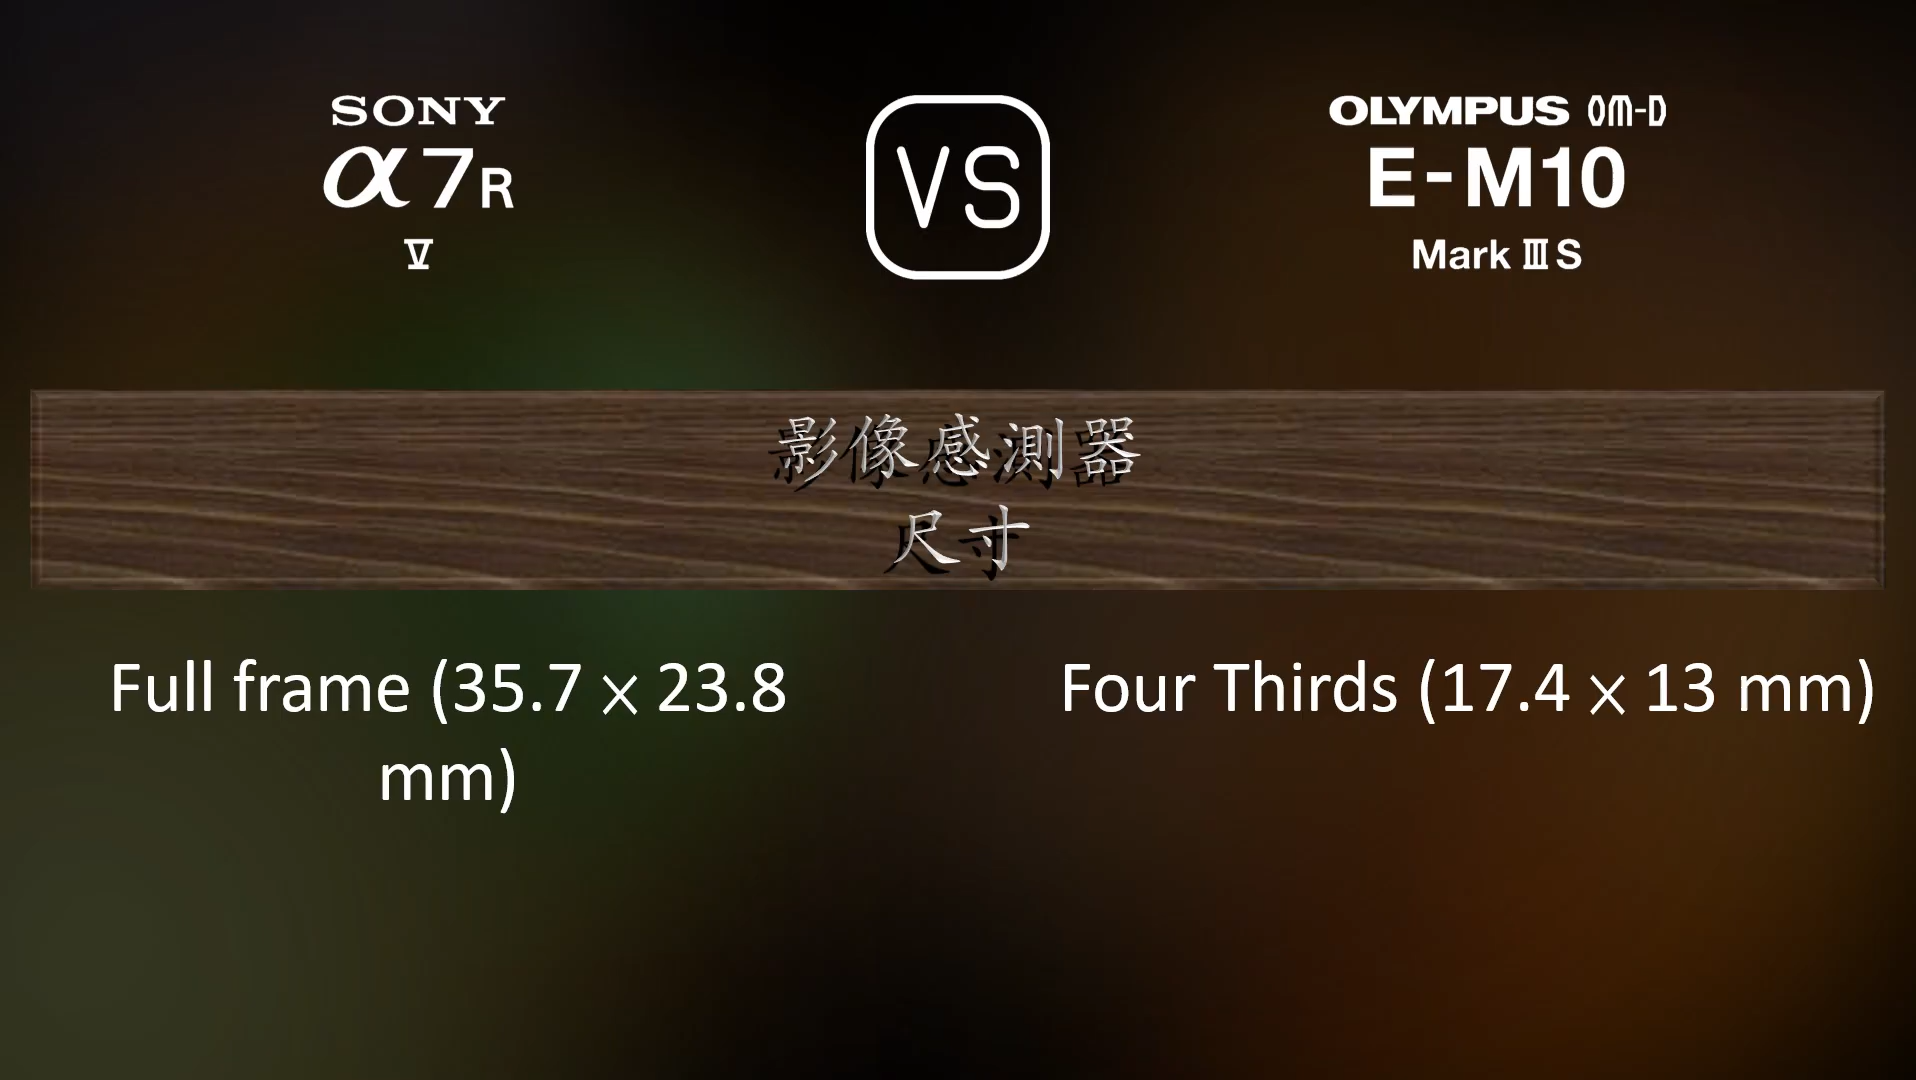 SONY
α7R
V
VS
OLYMPUS OM-D
E-M10
Mark III S
影像感測器
尺寸
Full frame (35.7 x 23.8
mm)
Four Thirds (17.4 x 13 mm)